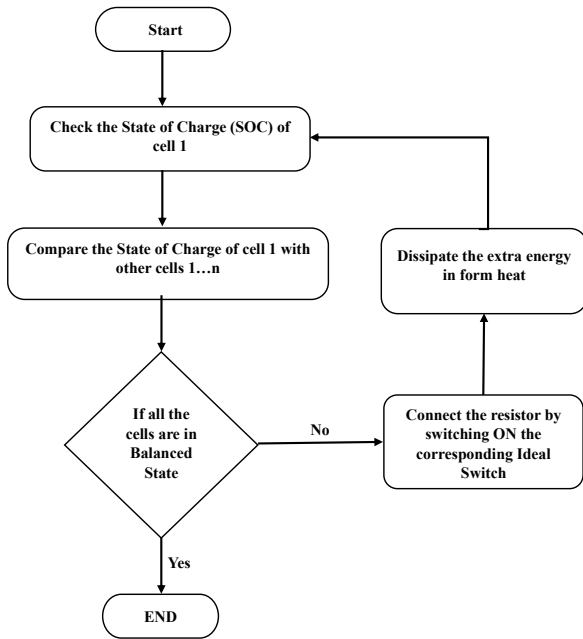 Start
Check the State of Charge (SOC) of
cell 1
Compare the State of Charge of cell 1 with
other cells 1…n
Dissipate the extra energy
in form heat
If all the
cells are in
Balanced
State
No
Connect the resistor by
switching ON the
corresponding Ideal
Switch
Yes
END